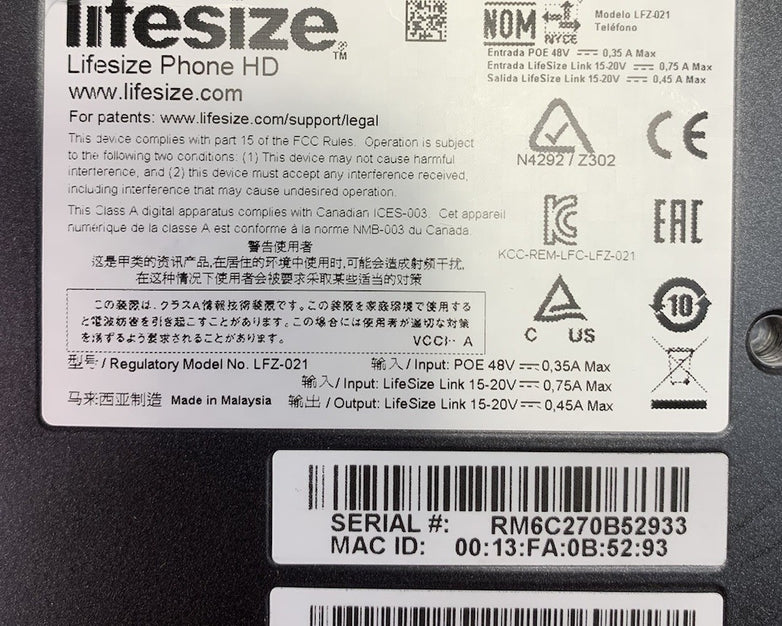 lifesize
TM
Lifesize Phone HD
www.lifesize.com
For patents: www.lifesize.com/support/legal
This device complies with part 15 of the FCC Rules. Operation is subject
to the following two conditions: (1) This device may not cause harmful
interference, and (2) this device must accept any interference received,
including interference that may cause undesired operation.
This Class A digital apparatus complies with Canadian ICES-003. Cet appareil
numérique de la classe A est conforme à la norme NMB-003 du Canada.
警告使用者
这是甲类的资讯产品,在居住的环境中使用时,可能会造成射频干扰,
在这种情况下使用者会被要求采取某些适当的对策
この装置は、クラスA情報技術装置です。この装置を家庭環境で使用する
と電波妨害を引き起こすことがあります。この場合には使用者が適切な対策
を講ずるよう要求されることがあります。
VCCI- A
型号/ Regulatory Model No. LFZ-021
输入/ Input: POE 48V 0,35A Max
输入/ Input: LifeSize Link 15-20V 0,75A Max
马来西亚制造 Made in Malaysia
输出/ Output: LifeSize Link 15-20V 0,45A Max
NOM
NYCE
Modelo LFZ-021
Teléfono
Entrada POE 48V 0,35 A Max
Entrada LifeSize Link 15-20V 0,75 A Max
Salida LifeSize Link 15-20V 0,45 A Max
N4292 / Z302
CE
KC
EAC
KCC-REM-LFC-LFZ-021
C US
10
SERIAL #: RM6C270B52933
MAC ID: 00:13:FA:0B:52:93